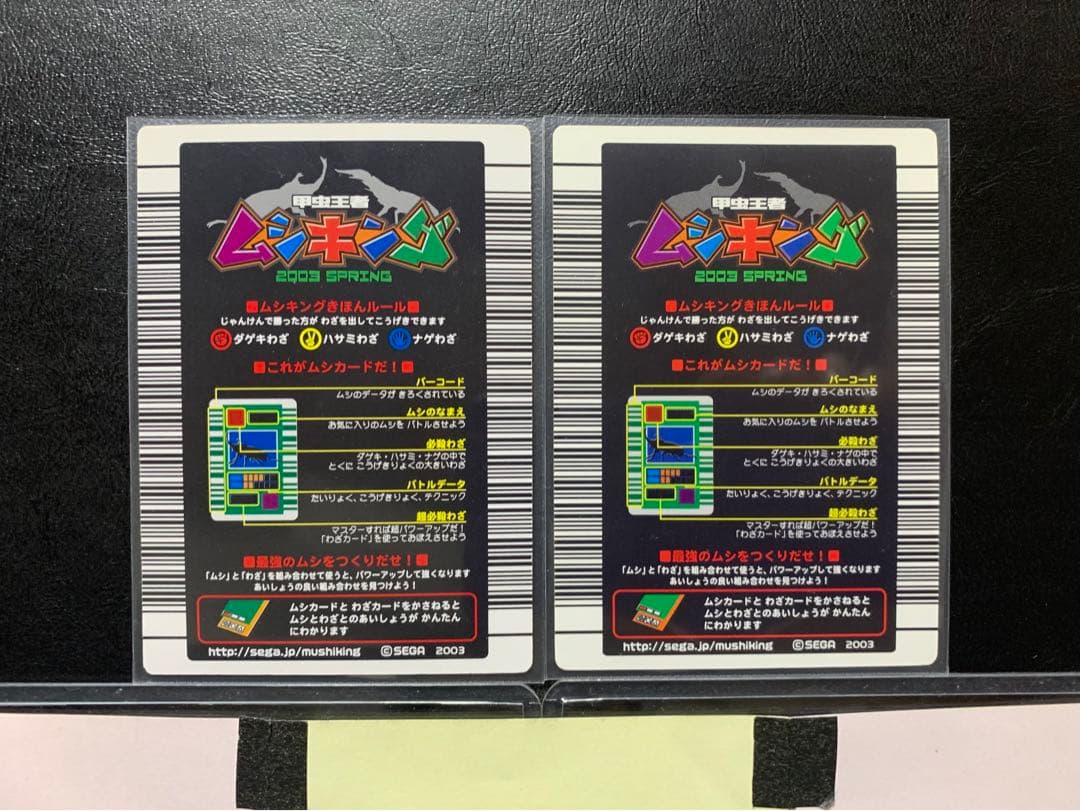 甲虫王者
ムシキング
2003 SPRING
ムシキングきほんルール
じゃんけんで勝った方が わざを出してこうげきできます
ダゲキわざ ハサミわざ ナゲわざ
これがムシカードだ!
バーコード
ムシのデータが きろくされている
ムシのなまえ
お気に入りのムシを バトルさせよう
必殺わざ
ダゲキ・ハサミ・ナゲの中で
とくに こうげきりょくの大きいわざ
バトルデータ
たいりょく、こうげきりょく、テクニック
超必殺わざ
マスターすれば超パワーアップだ!
「わざカード」を使っておぼえさせよう
最強のムシをつくりだせ!
「ムシ」と「わざ」を組み合わせて使うと、パワーアップして強くなります
あいしょうの良い組み合わせを見つけよう!
ムシカードと わざカードをかさねると
ムシとわざとのあいしょうが かんたん
にわかります
http://sega.jp/mushiking ©SEGA 2003
甲虫王者
ムシキング
2003 SPRING
ムシキングきほんルール
じゃんけんで勝った方が わざを出してこうげきできます
ダゲキわざ ハサミわざ ナゲわざ
これがムシカードだ!
バーコード
ムシのデータが きろくされている
ムシのなまえ
お気に入りのムシを バトルさせよう
必殺わざ
ダゲキ・ハサミ・ナゲの中で
とくに こうげきりょくの大きいわざ
バトルデータ
たいりょく、こうげきりょく、テクニック
超必殺わざ
マスターすれば超パワーアップだ!
「わざカード」を使っておぼえさせよう
最強のムシをつくりだせ!
「ムシ」と「わざ」を組み合わせて使うと、パワーアップして強くなります
あいしょうの良い組み合わせを見つけよう!
ムシカードと わざカードをかさねると
ムシとわざとのあいしょうが かんたん
にわかります
http://sega.jp/mushiking ©SEGA 2003